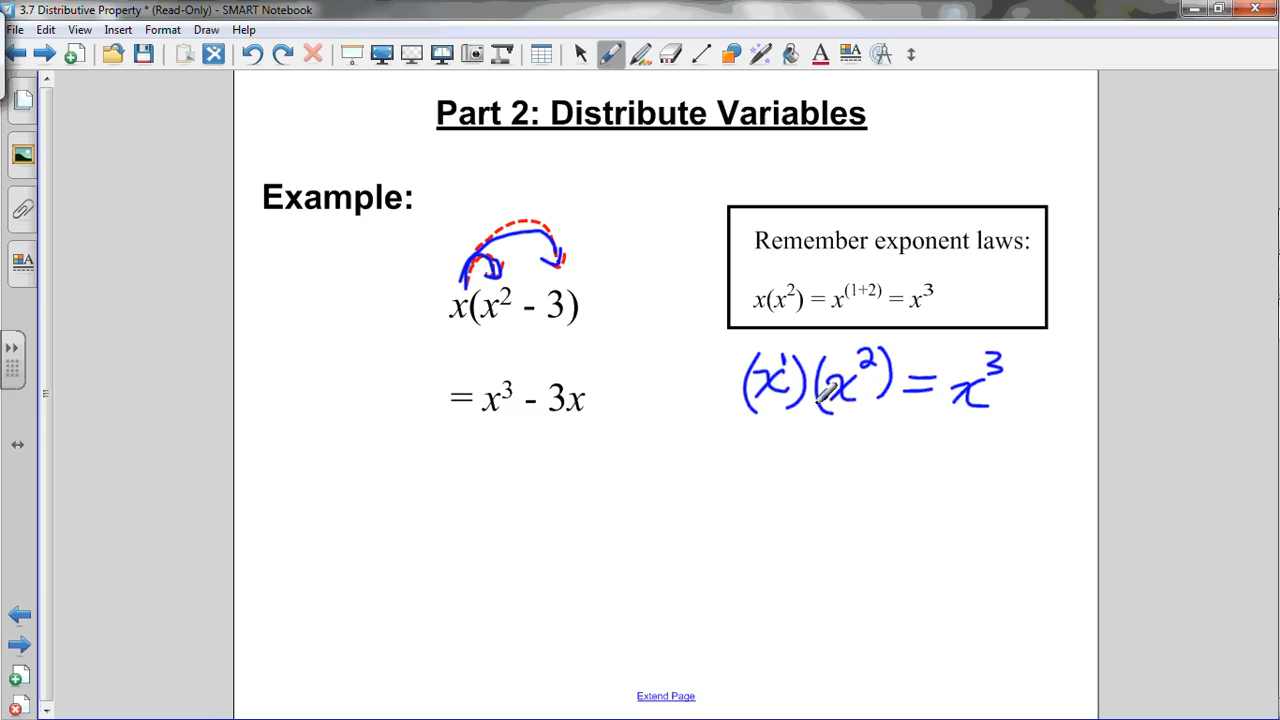 3.7 Distributive Property * (Read-Only) - SMART Notebook
File Edit View Insert Format Draw Help
Part 2: Distribute Variables
Example:
x(x² - 3)
= x³ - 3x
Remember exponent laws:
x(x²) = x⁽¹⁺²⁾ = x³
(x¹)(x²) = x³
Extend Page